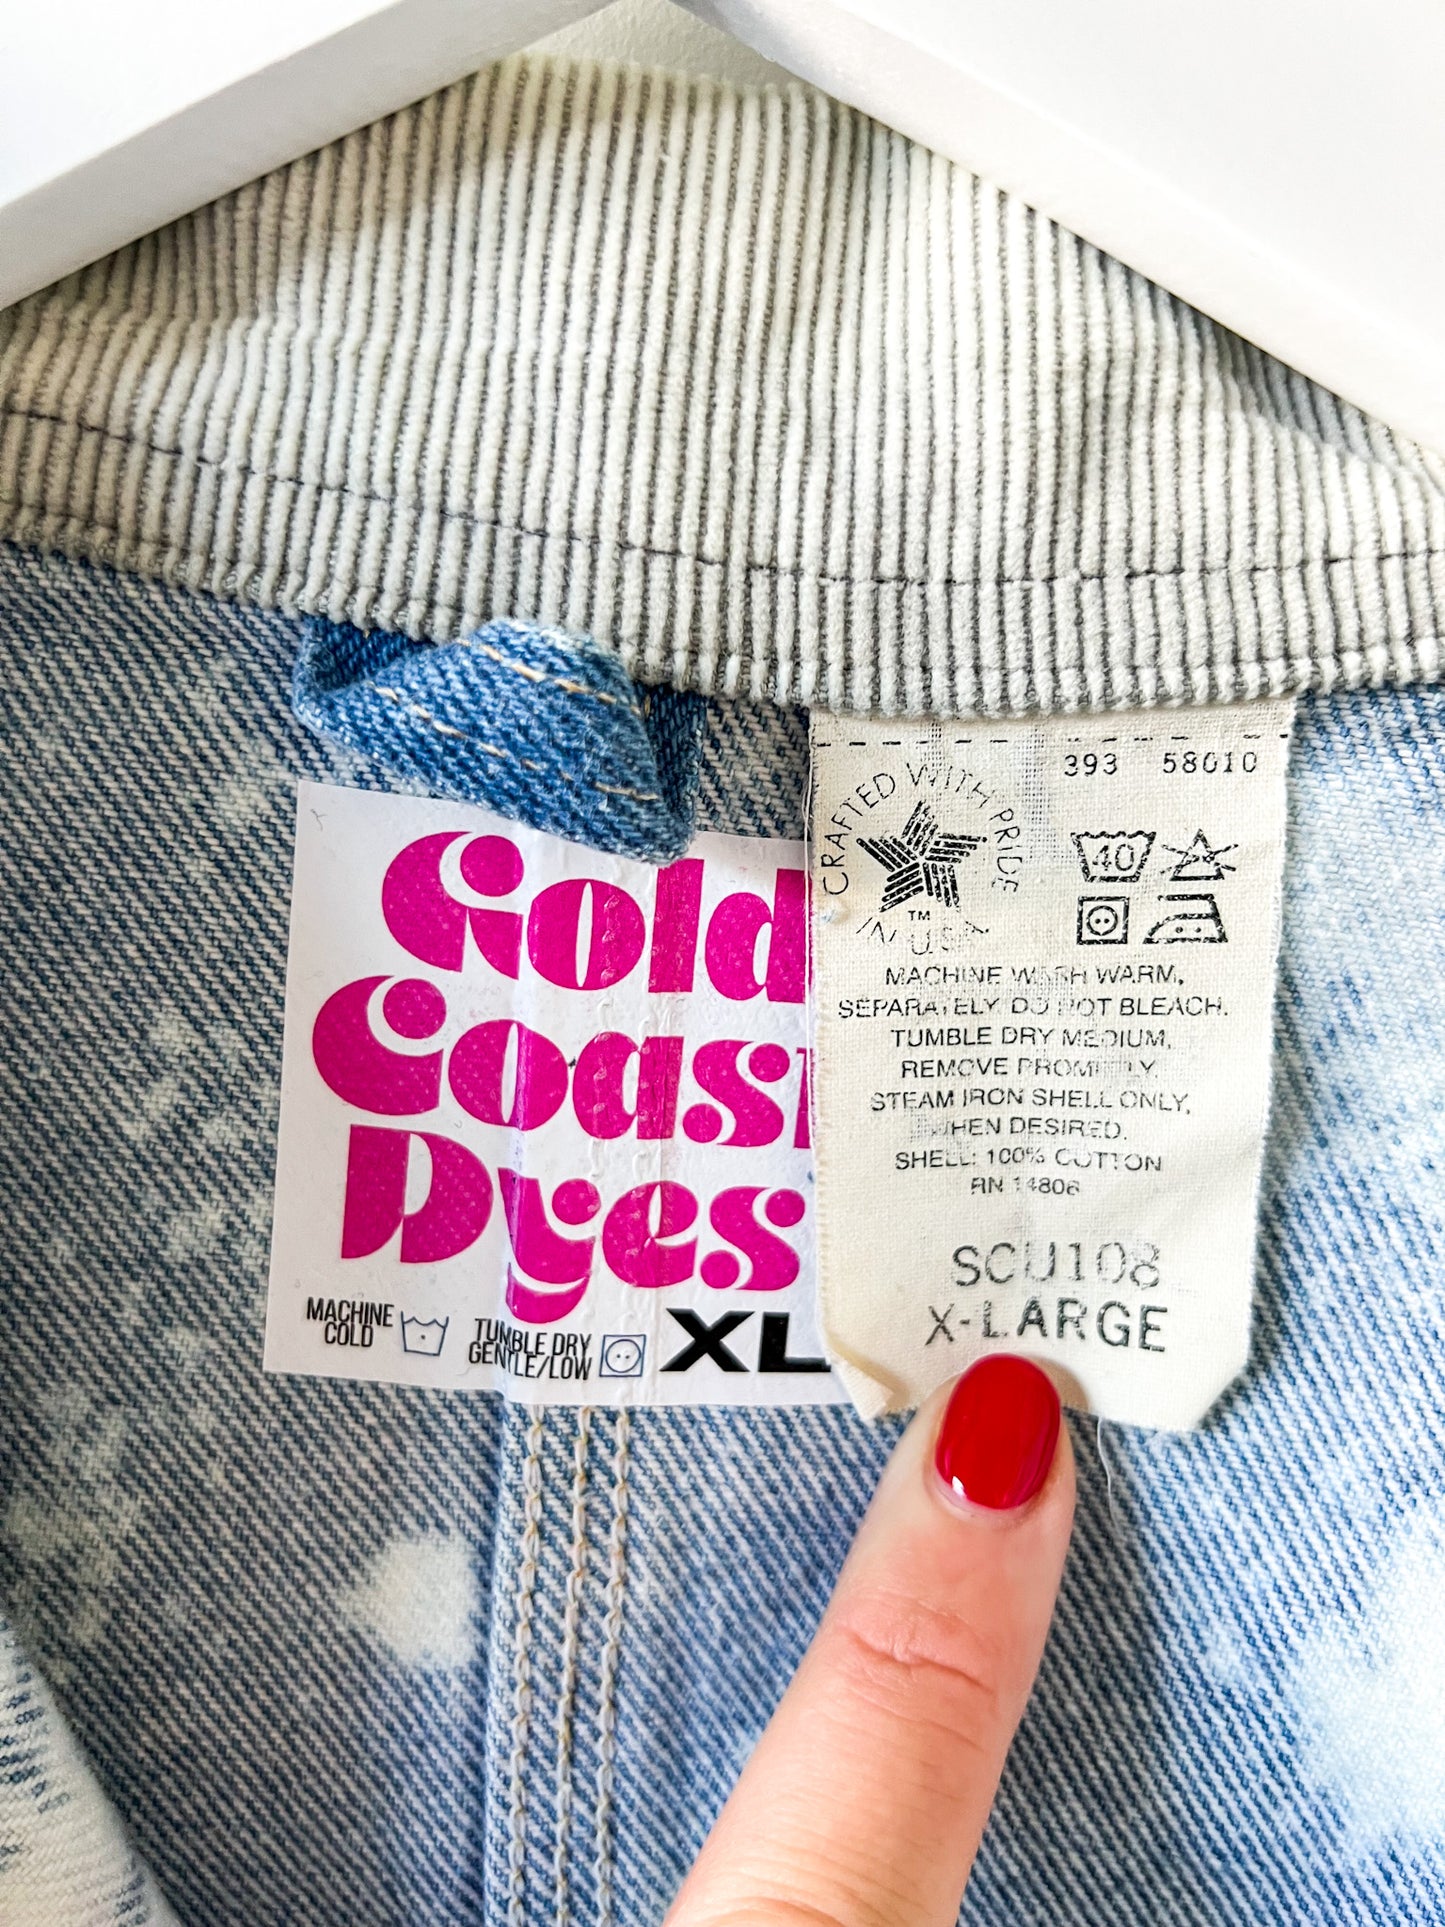 Gold
Coast
Dyes
MACHINE
COLD
TUMBLE DRY
GENTLE/LOW
XL
393 58010
CRAFTED WITH PRIDE
IN U.S.A
TM
40
MACHINE WASH WARM,
SEPARATELY. DO NOT BLEACH.
TUMBLE DRY MEDIUM,
REMOVE PROMPTLY.
STEAM IRON SHELL ONLY,
WHEN DESIRED.
SHELL: 100% COTTON
RN 14806
SCU108
X-LARGE